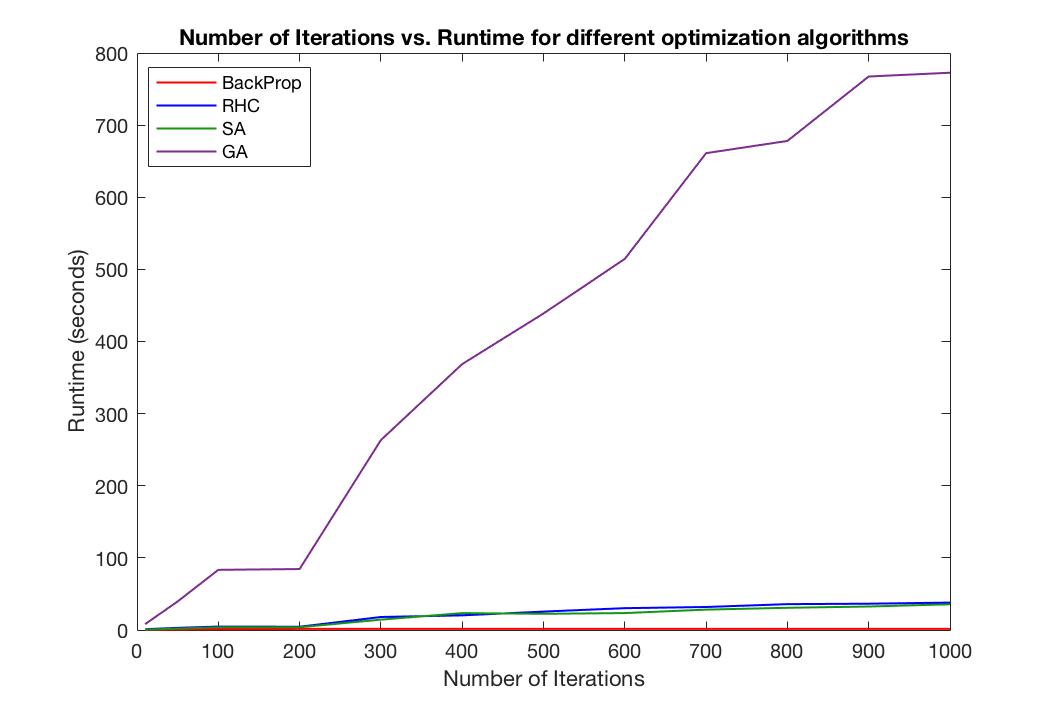 Number of Iterations vs. Runtime for different optimization algorithms
BackProp
RHC
SA
GA
800
700
600
500
400
300
200
100
0
Runtime (seconds)
0 100 200 300 400 500 600 700 800 900 1000
Number of Iterations